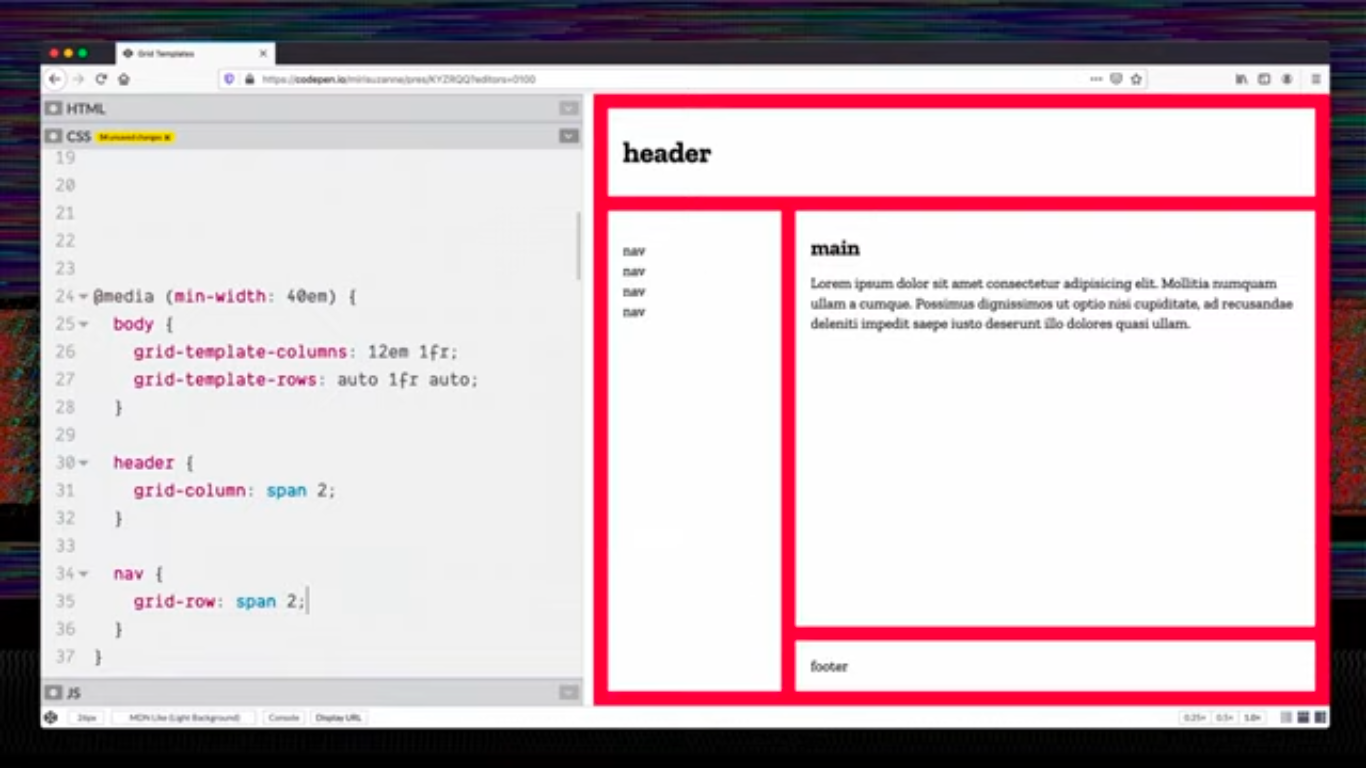 Grid Templates
https://codepen.io/mirisuzanne/pres/KYZRQQ?editors=0100
HTML
CSS
19
20
21
22
23
24 @media (min-width: 40em) {
25 body {
26 grid-template-columns: 12em 1fr;
27 grid-template-rows: auto 1fr auto;
28 }
29
30 header {
31 grid-column: span 2;
32 }
33
34 nav {
35 grid-row: span 2;
36 }
37 }
JS
26px MDN Like (Light Background) Console Display URL
header
nav
nav
nav
nav
main
Lorem ipsum dolor sit amet consectetur adipisicing elit. Mollitia numquam
ullam a cumque. Possimus dignissimos ut optio nisi cupiditate, ad recusandae
deleniti impedit saepe iusto deserunt illo dolores quasi ullam.
footer
0.25× 0.5× 1.0×